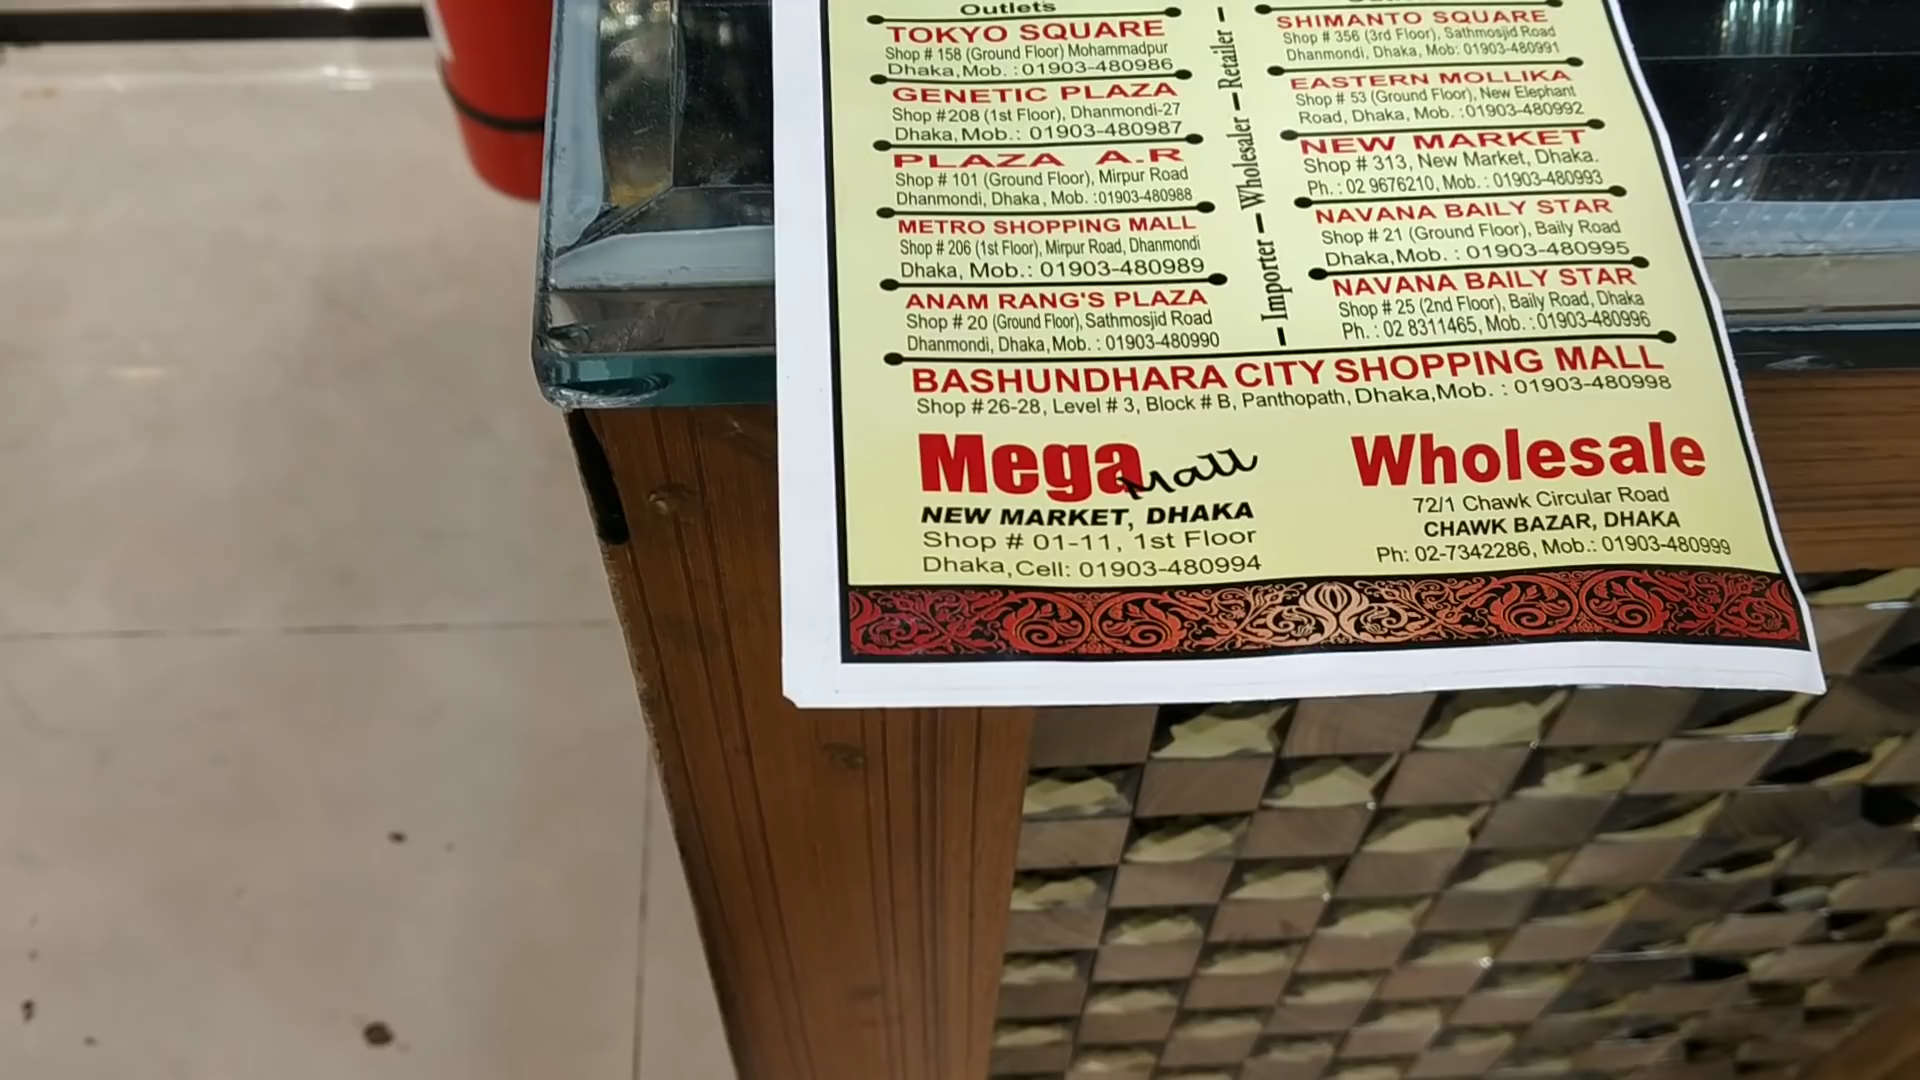 Outlets
TOKYO SQUARE
Shop # 158 (Ground Floor) Mohammadpur
Dhaka,Mob. : 01903-480986
GENETIC PLAZA
Shop #208 (1st Floor), Dhanmondi-27
Dhaka, Mob.: 01903-480987
PLAZA A.R
Shop # 101 (Ground Floor), Mirpur Road
Dhanmondi, Dhaka, Mob. :01903-480988
METRO SHOPPING MALL
Shop # 206 (1st Floor), Mirpur Road, Dhanmondi
Dhaka, Mob.: 01903-480989
ANAM RANG'S PLAZA
Shop # 20 (Ground Floor), Sathmosjid Road
Dhanmondi, Dhaka,Mob. : 01903-480990
– Importer – Wholesaler – Retailer –
SHIMANTO SQUARE
Shop # 356 (3rd Floor), Sathmosjid Road
Dhanmondi, Dhaka, Mob: 01903-480991
EASTERN MOLLIKA
Shop # 53 (Ground Floor), New Elephant
Road, Dhaka, Mob. :01903-480992
NEW MARKET
Shop # 313, New Market, Dhaka.
Ph. : 02 9676210, Mob. : 01903-480993
NAVANA BAILY STAR
Shop # 21 (Ground Floor), Baily Road
Dhaka,Mob. : 01903-480995
NAVANA BAILY STAR
Shop # 25 (2nd Floor), Baily Road, Dhaka
Ph. : 02 8311465, Mob. :01903-480996
BASHUNDHARA CITY SHOPPING MALL
Shop # 26-28, Level # 3, Block # B, Panthopath, Dhaka,Mob. : 01903-480998
Mega Mall
NEW MARKET, DHAKA
Shop # 01-11, 1st Floor
Dhaka,Cell: 01903-480994
Wholesale
72/1 Chawk Circular Road
CHAWK BAZAR, DHAKA
Ph: 02-7342286, Mob.: 01903-480999